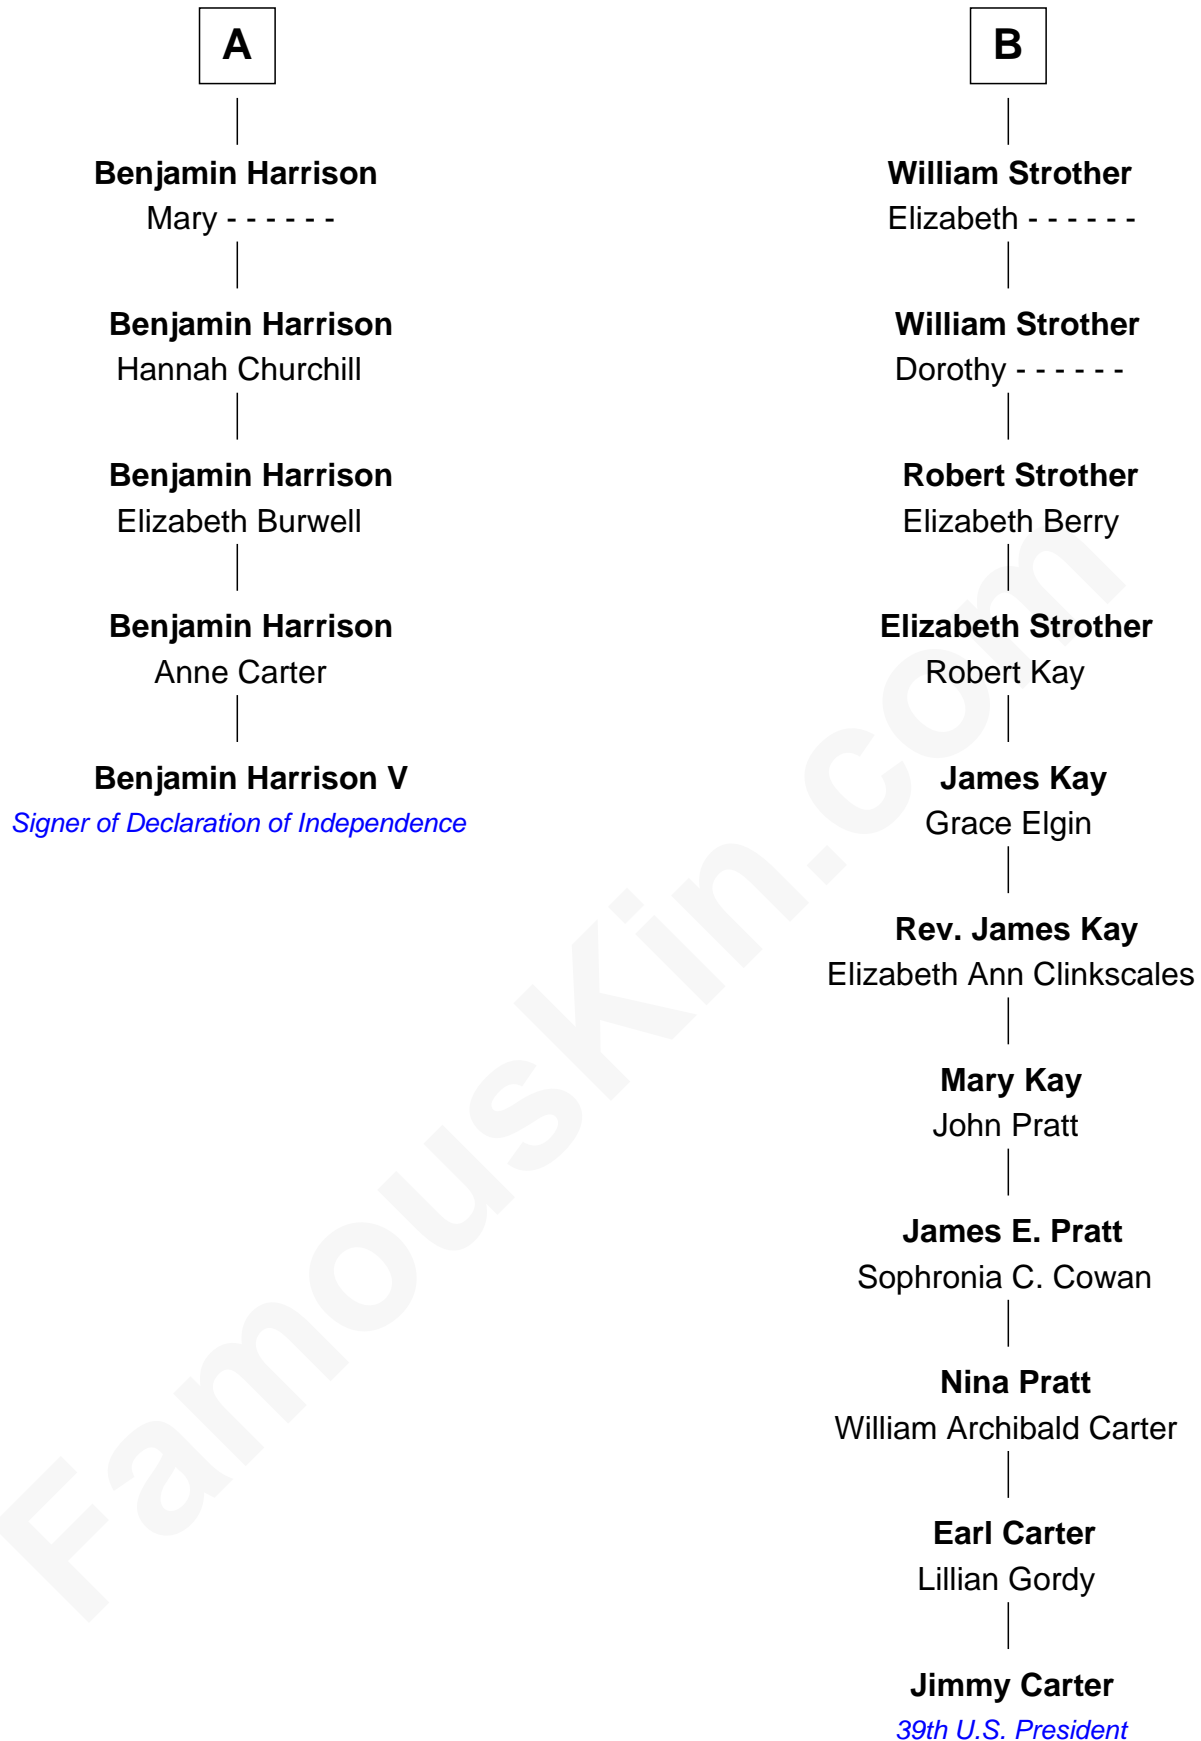 A
Benjamin Harrison
Mary - - - - - -
Benjamin Harrison
Hannah Churchill
Benjamin Harrison
Elizabeth Burwell
Benjamin Harrison
Anne Carter
Benjamin Harrison V
Signer of Declaration of Independence
B
William Strother
Elizabeth - - - - - -
William Strother
Dorothy - - - - - -
Robert Strother
Elizabeth Berry
Elizabeth Strother
Robert Kay
James Kay
Grace Elgin
Rev. James Kay
Elizabeth Ann Clinkscales
Mary Kay
John Pratt
James E. Pratt
Sophronia C. Cowan
Nina Pratt
William Archibald Carter
Earl Carter
Lillian Gordy
Jimmy Carter
39th U.S. President
FamousKin.com